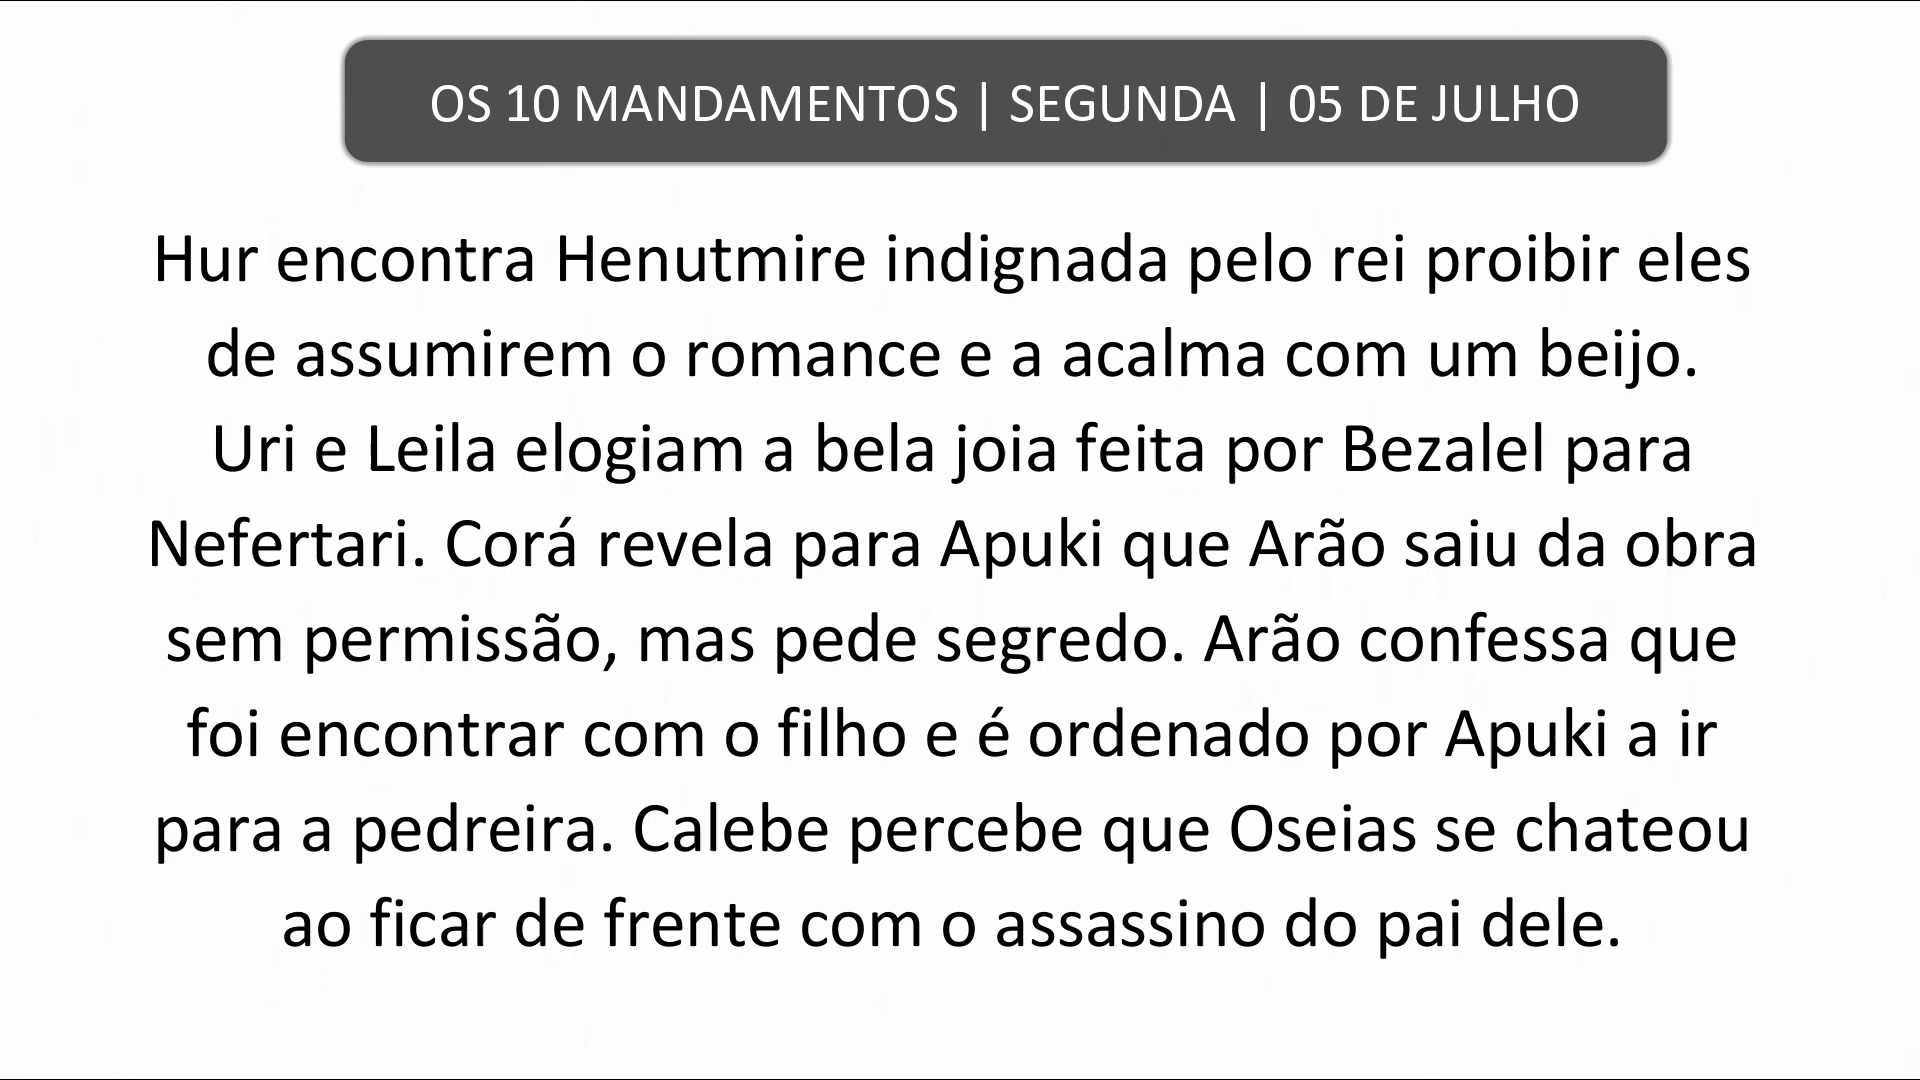 OS 10 MANDAMENTOS | SEGUNDA | 05 DE JULHO
Hur encontra Henutmire indignada pelo rei proibir eles
de assumirem o romance e a acalma com um beijo.
Uri e Leila elogiam a bela joia feita por Bezalel para
Nefertari. Corá revela para Apuki que Arão saiu da obra
sem permissão, mas pede segredo. Arão confessa que
foi encontrar com o filho e é ordenado por Apuki a ir
para a pedreira. Calebe percebe que Oseias se chateou
ao ficar de frente com o assassino do pai dele.